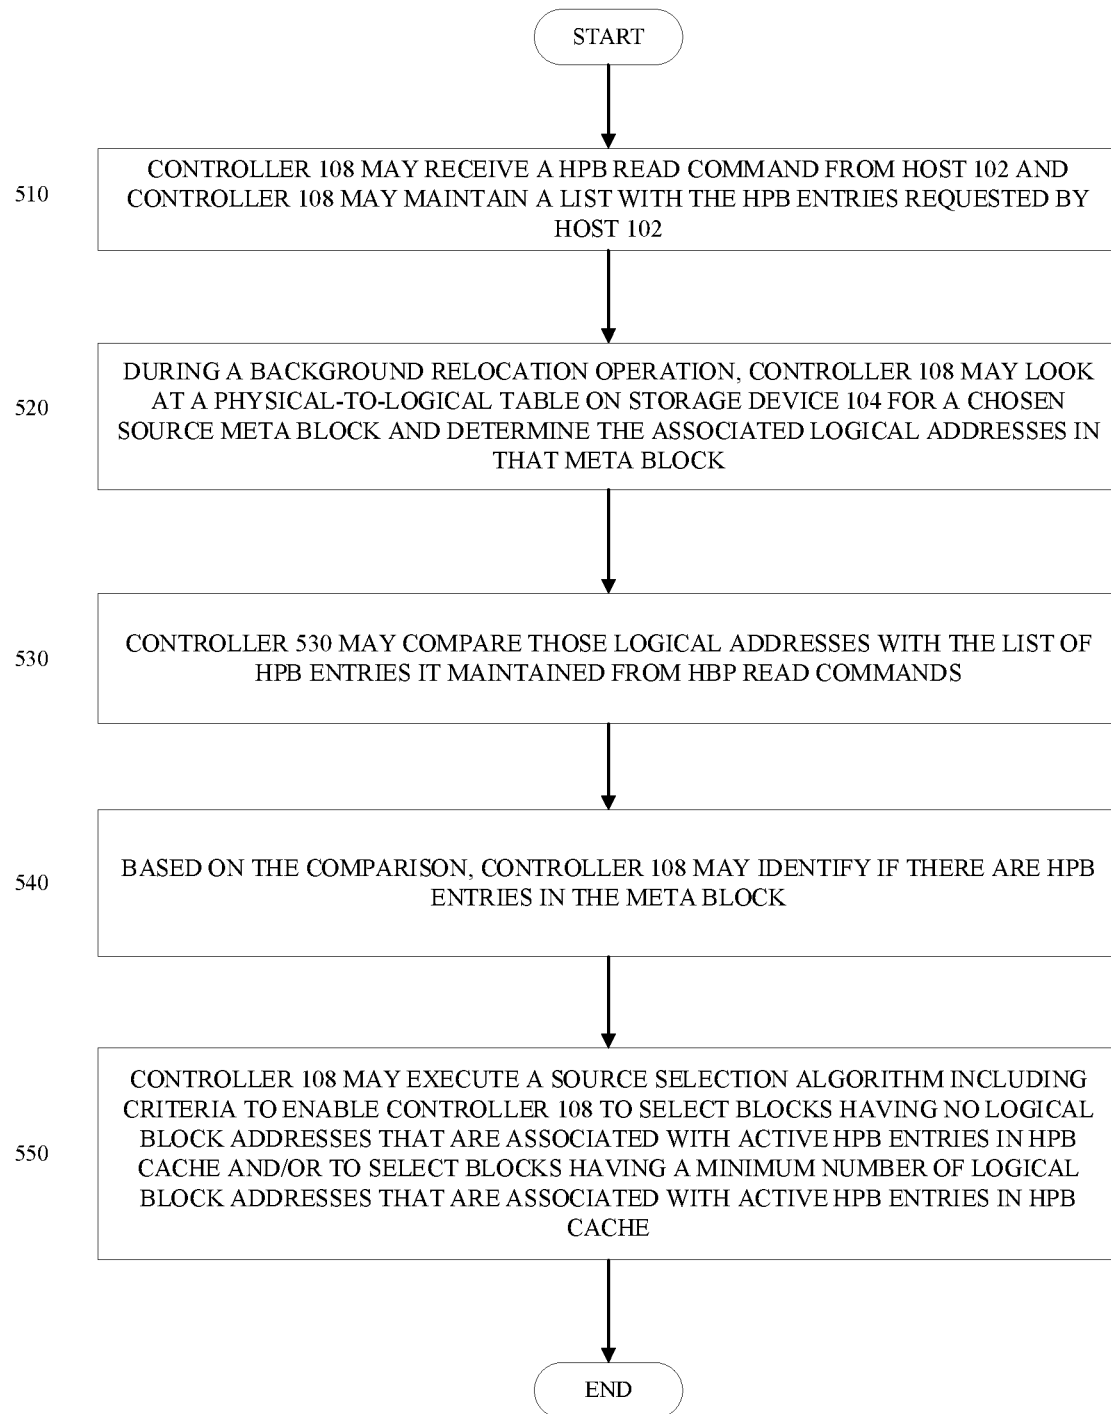 START
510
CONTROLLER 108 MAY RECEIVE A HPB READ COMMAND FROM HOST 102 AND
CONTROLLER 108 MAY MAINTAIN A LIST WITH THE HPB ENTRIES REQUESTED BY
HOST 102
520
DURING A BACKGROUND RELOCATION OPERATION, CONTROLLER 108 MAY LOOK
AT A PHYSICAL-TO-LOGICAL TABLE ON STORAGE DEVICE 104 FOR A CHOSEN
SOURCE META BLOCK AND DETERMINE THE ASSOCIATED LOGICAL ADDRESSES IN
THAT META BLOCK
530
CONTROLLER 530 MAY COMPARE THOSE LOGICAL ADDRESSES WITH THE LIST OF
HPB ENTRIES IT MAINTAINED FROM HBP READ COMMANDS
540
BASED ON THE COMPARISON, CONTROLLER 108 MAY IDENTIFY IF THERE ARE HPB
ENTRIES IN THE META BLOCK
550
CONTROLLER 108 MAY EXECUTE A SOURCE SELECTION ALGORITHM INCLUDING
CRITERIA TO ENABLE CONTROLLER 108 TO SELECT BLOCKS HAVING NO LOGICAL
BLOCK ADDRESSES THAT ARE ASSOCIATED WITH ACTIVE HPB ENTRIES IN HPB
CACHE AND/OR TO SELECT BLOCKS HAVING A MINIMUM NUMBER OF LOGICAL
BLOCK ADDRESSES THAT ARE ASSOCIATED WITH ACTIVE HPB ENTRIES IN HPB
CACHE
END